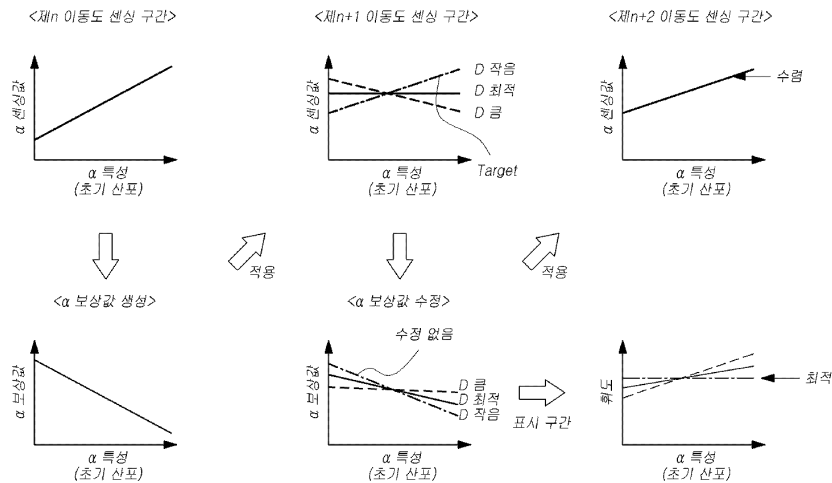 <제n 이동도 센싱 구간>
<제n+1 이동도 센싱 구간>
<제n+2 이동도 센싱 구간>
α 센싱값
α 특성
(초기 산포)
α 센싱값
D 작음
D 최적
D 큼
Target
α 특성
(초기 산포)
α 센싱값
수렴
α 특성
(초기 산포)
적용
적용
<α 보상값 생성>
<α 보상값 수정>
α 보상값
α 특성
(초기 산포)
수정 없음
α 보상값
D 큼
D 최적
D 작음
α 특성
(초기 산포)
표시 구간
휘도
최적
α 특성
(초기 산포)